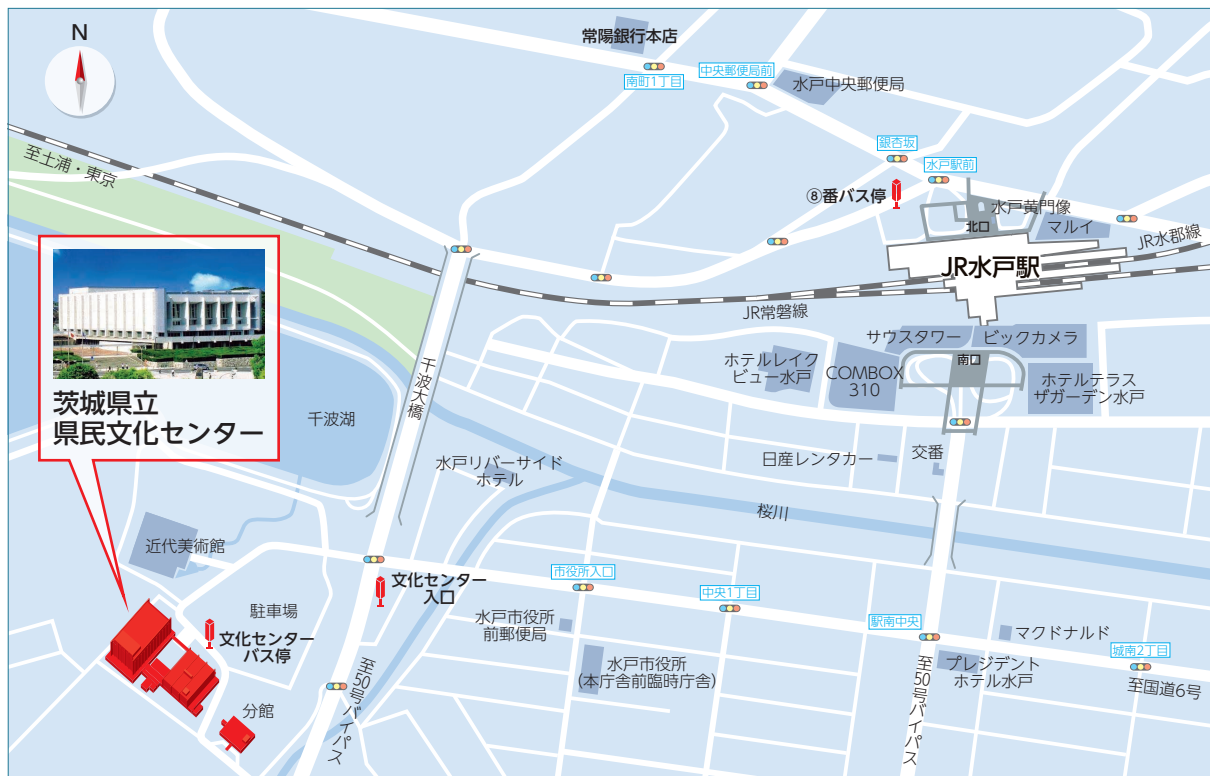 N
常陽銀行本店
南町1丁目
中央郵便局前
水戸中央郵便局
銀杏坂
水戸駅前
⑧番バス停
水戸黄門像
北口
マルイ
JR水郡線
JR水戸駅
至土浦・東京
JR常磐線
サウスタワー
ビックカメラ
南口
ホテルレイク
ビュー水戸
COMBOX
310
ホテルテラス
ザガーデン水戸
茨城県立
県民文化センター
千波湖
千波大橋
水戸リバーサイド
ホテル
日産レンタカー
交番
桜川
近代美術館
文化センター
入口
市役所入口
中央1丁目
駅南中央
城南2丁目
駐車場
文化センター
バス停
水戸市役所
前郵便局
水戸市役所
(本庁舎前臨時庁舎)
マクドナルド
プレジデント
ホテル水戸
至国道6号
分館
至50号バイパス
至50号バイパス